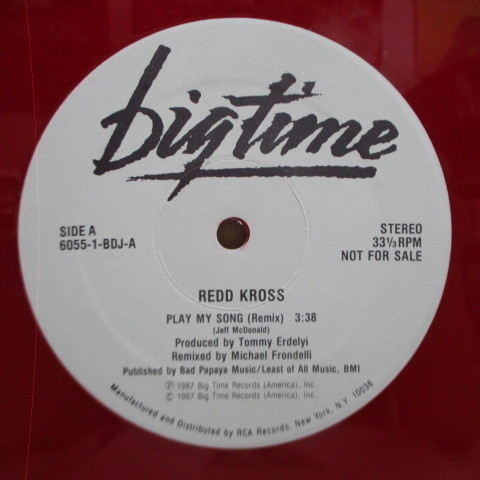 bigtime
SIDE A
6055-1-BDJ-A
STEREO
33⅓ RPM
NOT FOR SALE
REDD KROSS
PLAY MY SONG (Remix) 3:38
(Jeff McDonald)
Produced by Tommy Erdelyi
Remixed by Michael Frondelli
Published by Bad Papaya Music/Least of All Music, BMI
℗ 1987 Big Time Records (America), Inc.
© 1987 Big Time Records (America), Inc.
Manufactured and Distributed by RCA Records, New York, N.Y. 10036